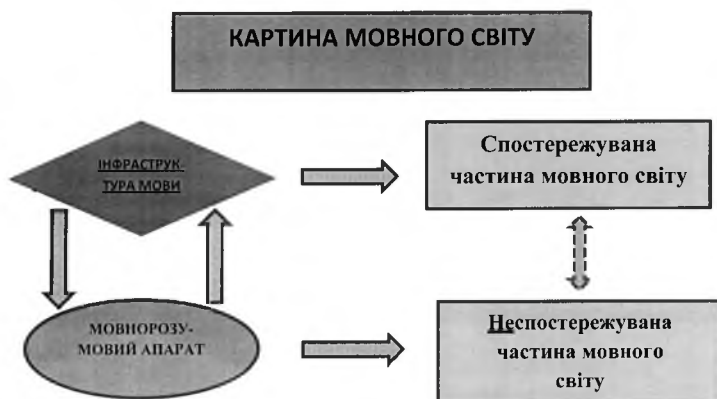 КАРТИНА МОВНОГО СВІТУ
ІНФРАСТРУК-
ТУРА МОВИ
Спостережувана
частина мовного світу
МОВНОРОЗУ-
МОВИЙ АПАРАТ
Неспостережувана
частина мовного
світу